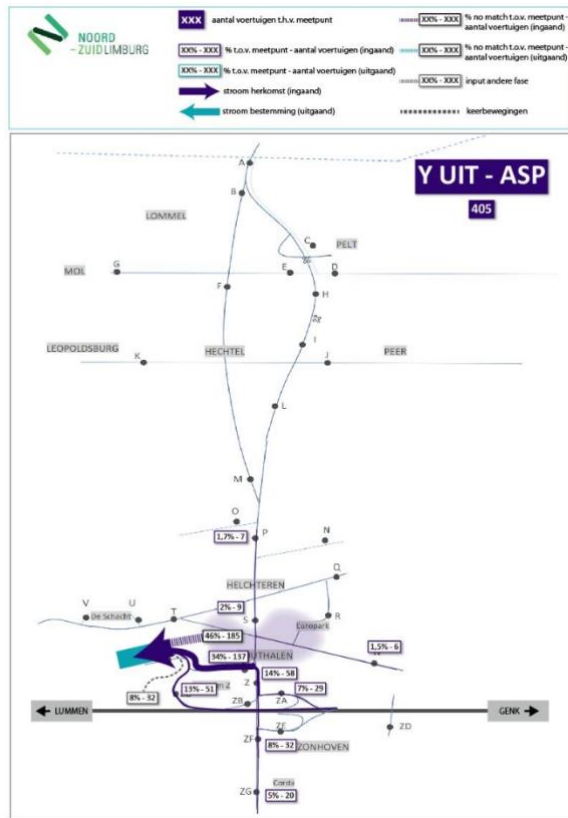 NOORD
-ZUIDLIMBURG
XXX aantal voertuigen t.h.v. meetpunt
XX% - XXX % t.o.v. meetpunt - aantal voertuigen (ingaand)
XX% - XXX % t.o.v. meetpunt - aantal voertuigen (uitgaand)
stroom herkomst (ingaand)
stroom bestemming (uitgaand)
XX% - XXX % no match t.o.v. meetpunt -
aantal voertuigen (ingaand)
XX% - XXX % no match t.o.v. meetpunt -
aantal voertuigen (uitgaand)
XX% - XXX input andere fase
keerbewegingen
Y UIT - ASP
405
A
B
LOMMEL
C
PELT
MOL
G
E
D
F
H
LEOPOLDSBURG
HECHTEL
I
PEER
K
J
L
M
O
P
N
1,7% - 7
HELCHTEREN
Q
2% - 9
V
U
De Schacht
T
S
Europark
R
46% - 185
34% - 137
1,5% - 6
14% - 58
Z
13% - 51
7% - 29
8% - 32
ZB
ZA
LUMMEN
GENK
ZE
ZD
ZF
8% - 32
ZONHOVEN
Corda
ZG
5% - 20